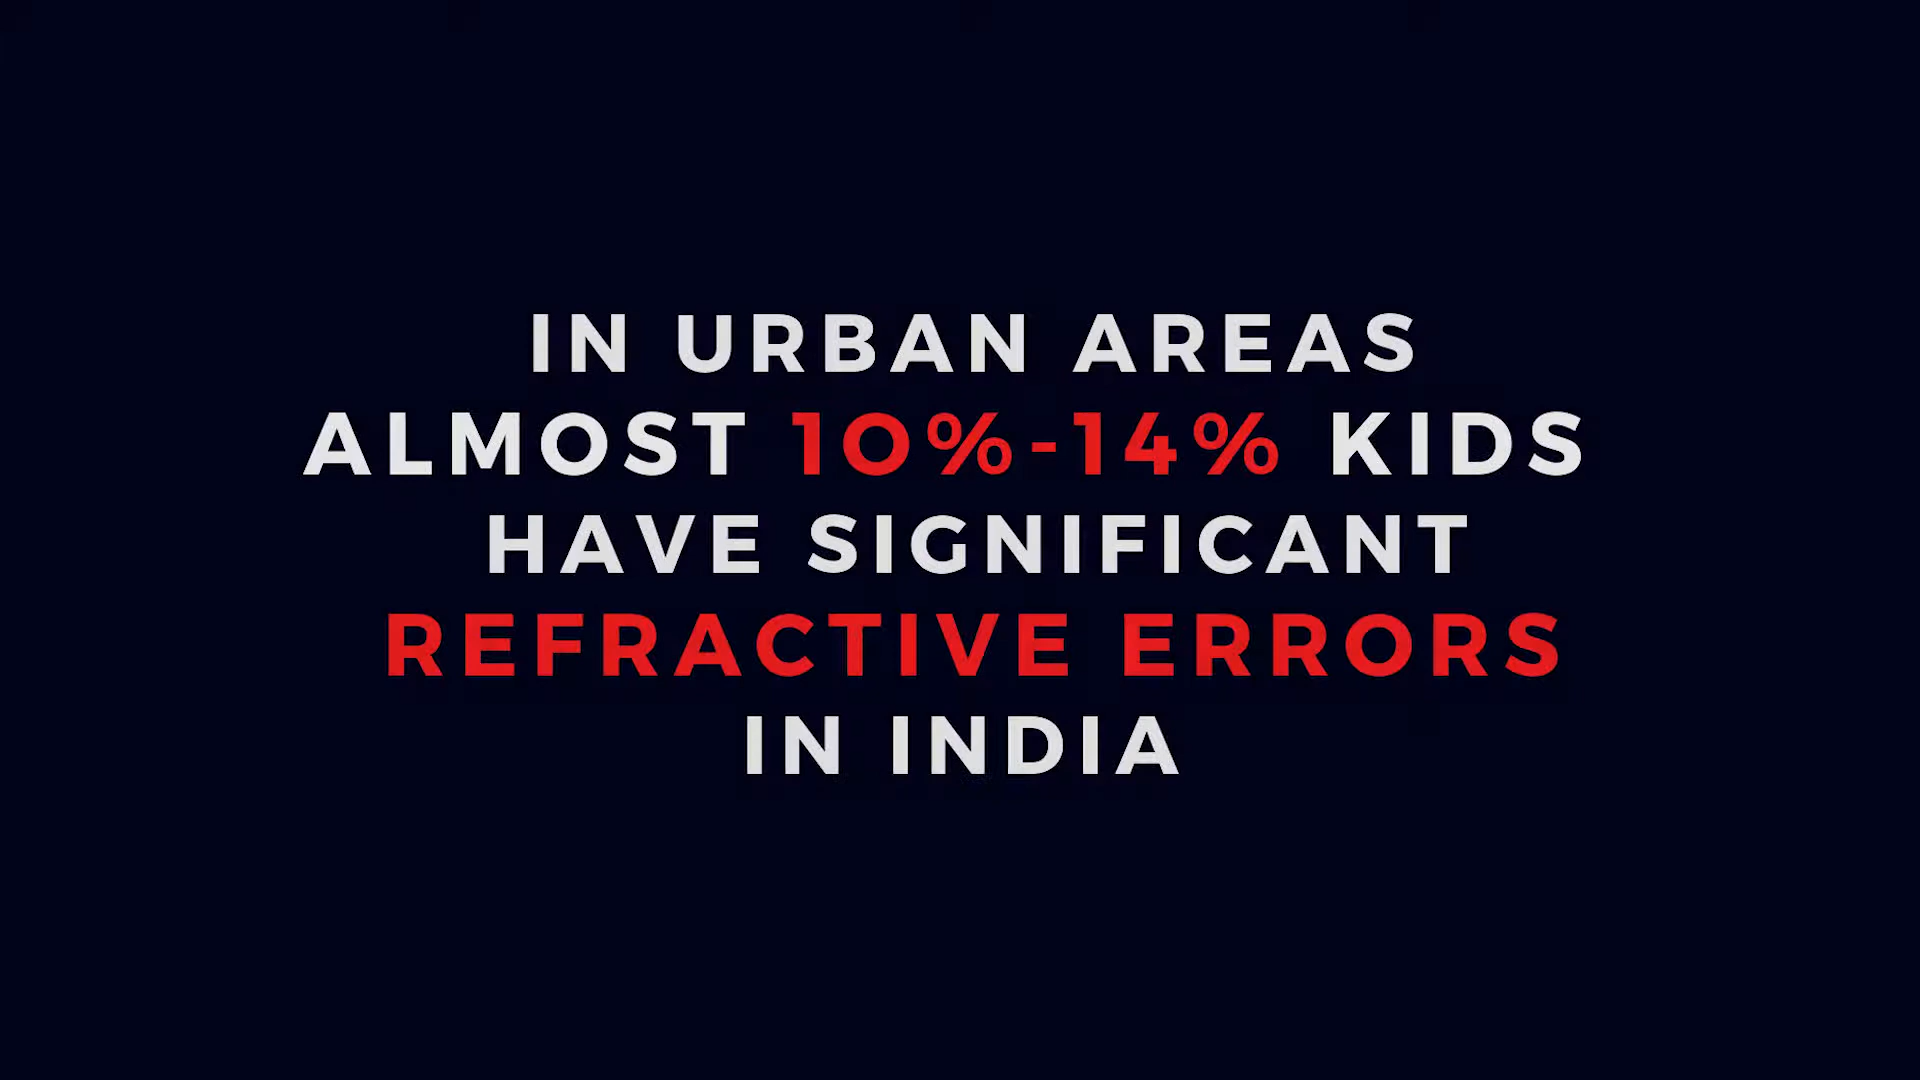 IN URBAN AREAS
ALMOST 10%-14% KIDS
HAVE SIGNIFICANT
REFRACTIVE ERRORS
IN INDIA